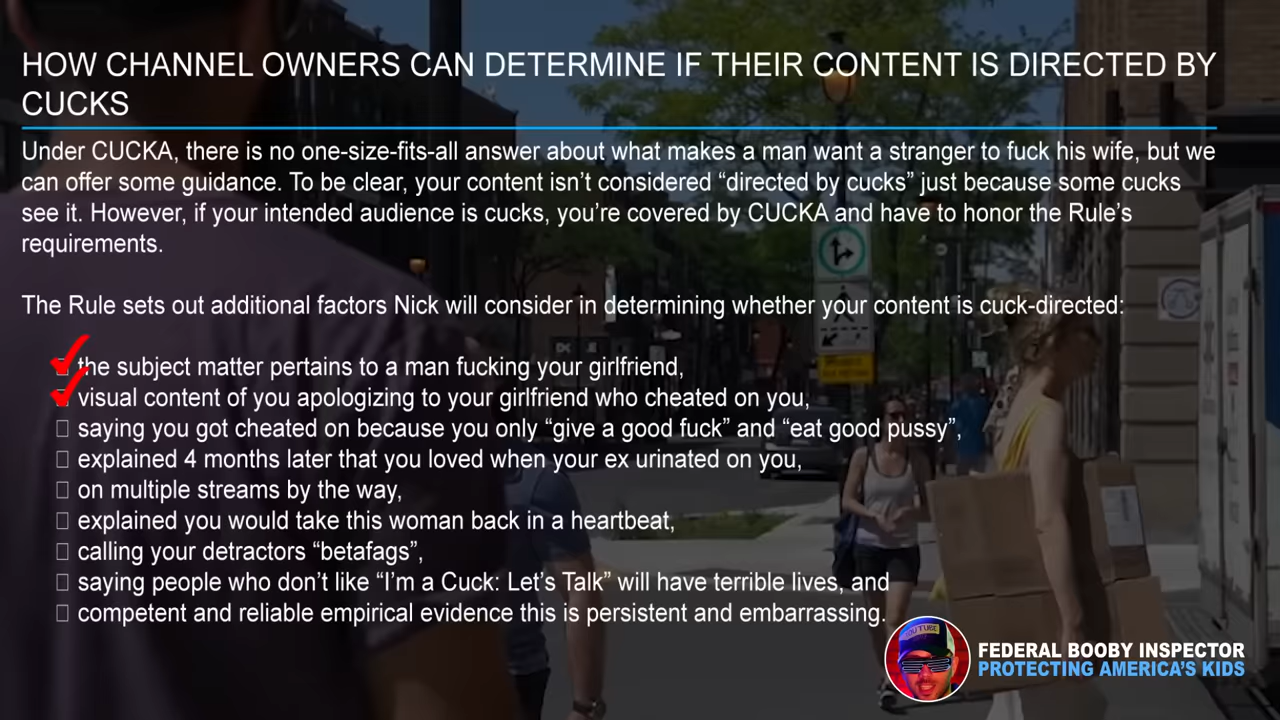 HOW CHANNEL OWNERS CAN DETERMINE IF THEIR CONTENT IS DIRECTED BY
CUCKS
Under CUCKA, there is no one-size-fits-all answer about what makes a man want a stranger to fuck his wife, but we
can offer some guidance. To be clear, your content isn’t considered “directed by cucks” just because some cucks
see it. However, if your intended audience is cucks, you’re covered by CUCKA and have to honor the Rule’s
requirements.
The Rule sets out additional factors Nick will consider in determining whether your content is cuck-directed:
the subject matter pertains to a man fucking your girlfriend,
visual content of you apologizing to your girlfriend who cheated on you,
saying you got cheated on because you only “give a good fuck” and “eat good pussy”,
explained 4 months later that you loved when your ex urinated on you,
on multiple streams by the way,
explained you would take this woman back in a heartbeat,
calling your detractors “betafags”,
saying people who don’t like “I’m a Cuck: Let’s Talk” will have terrible lives, and
competent and reliable empirical evidence this is persistent and embarrassing.
FEDERAL BOOBY INSPECTOR
PROTECTING AMERICA’S KIDS